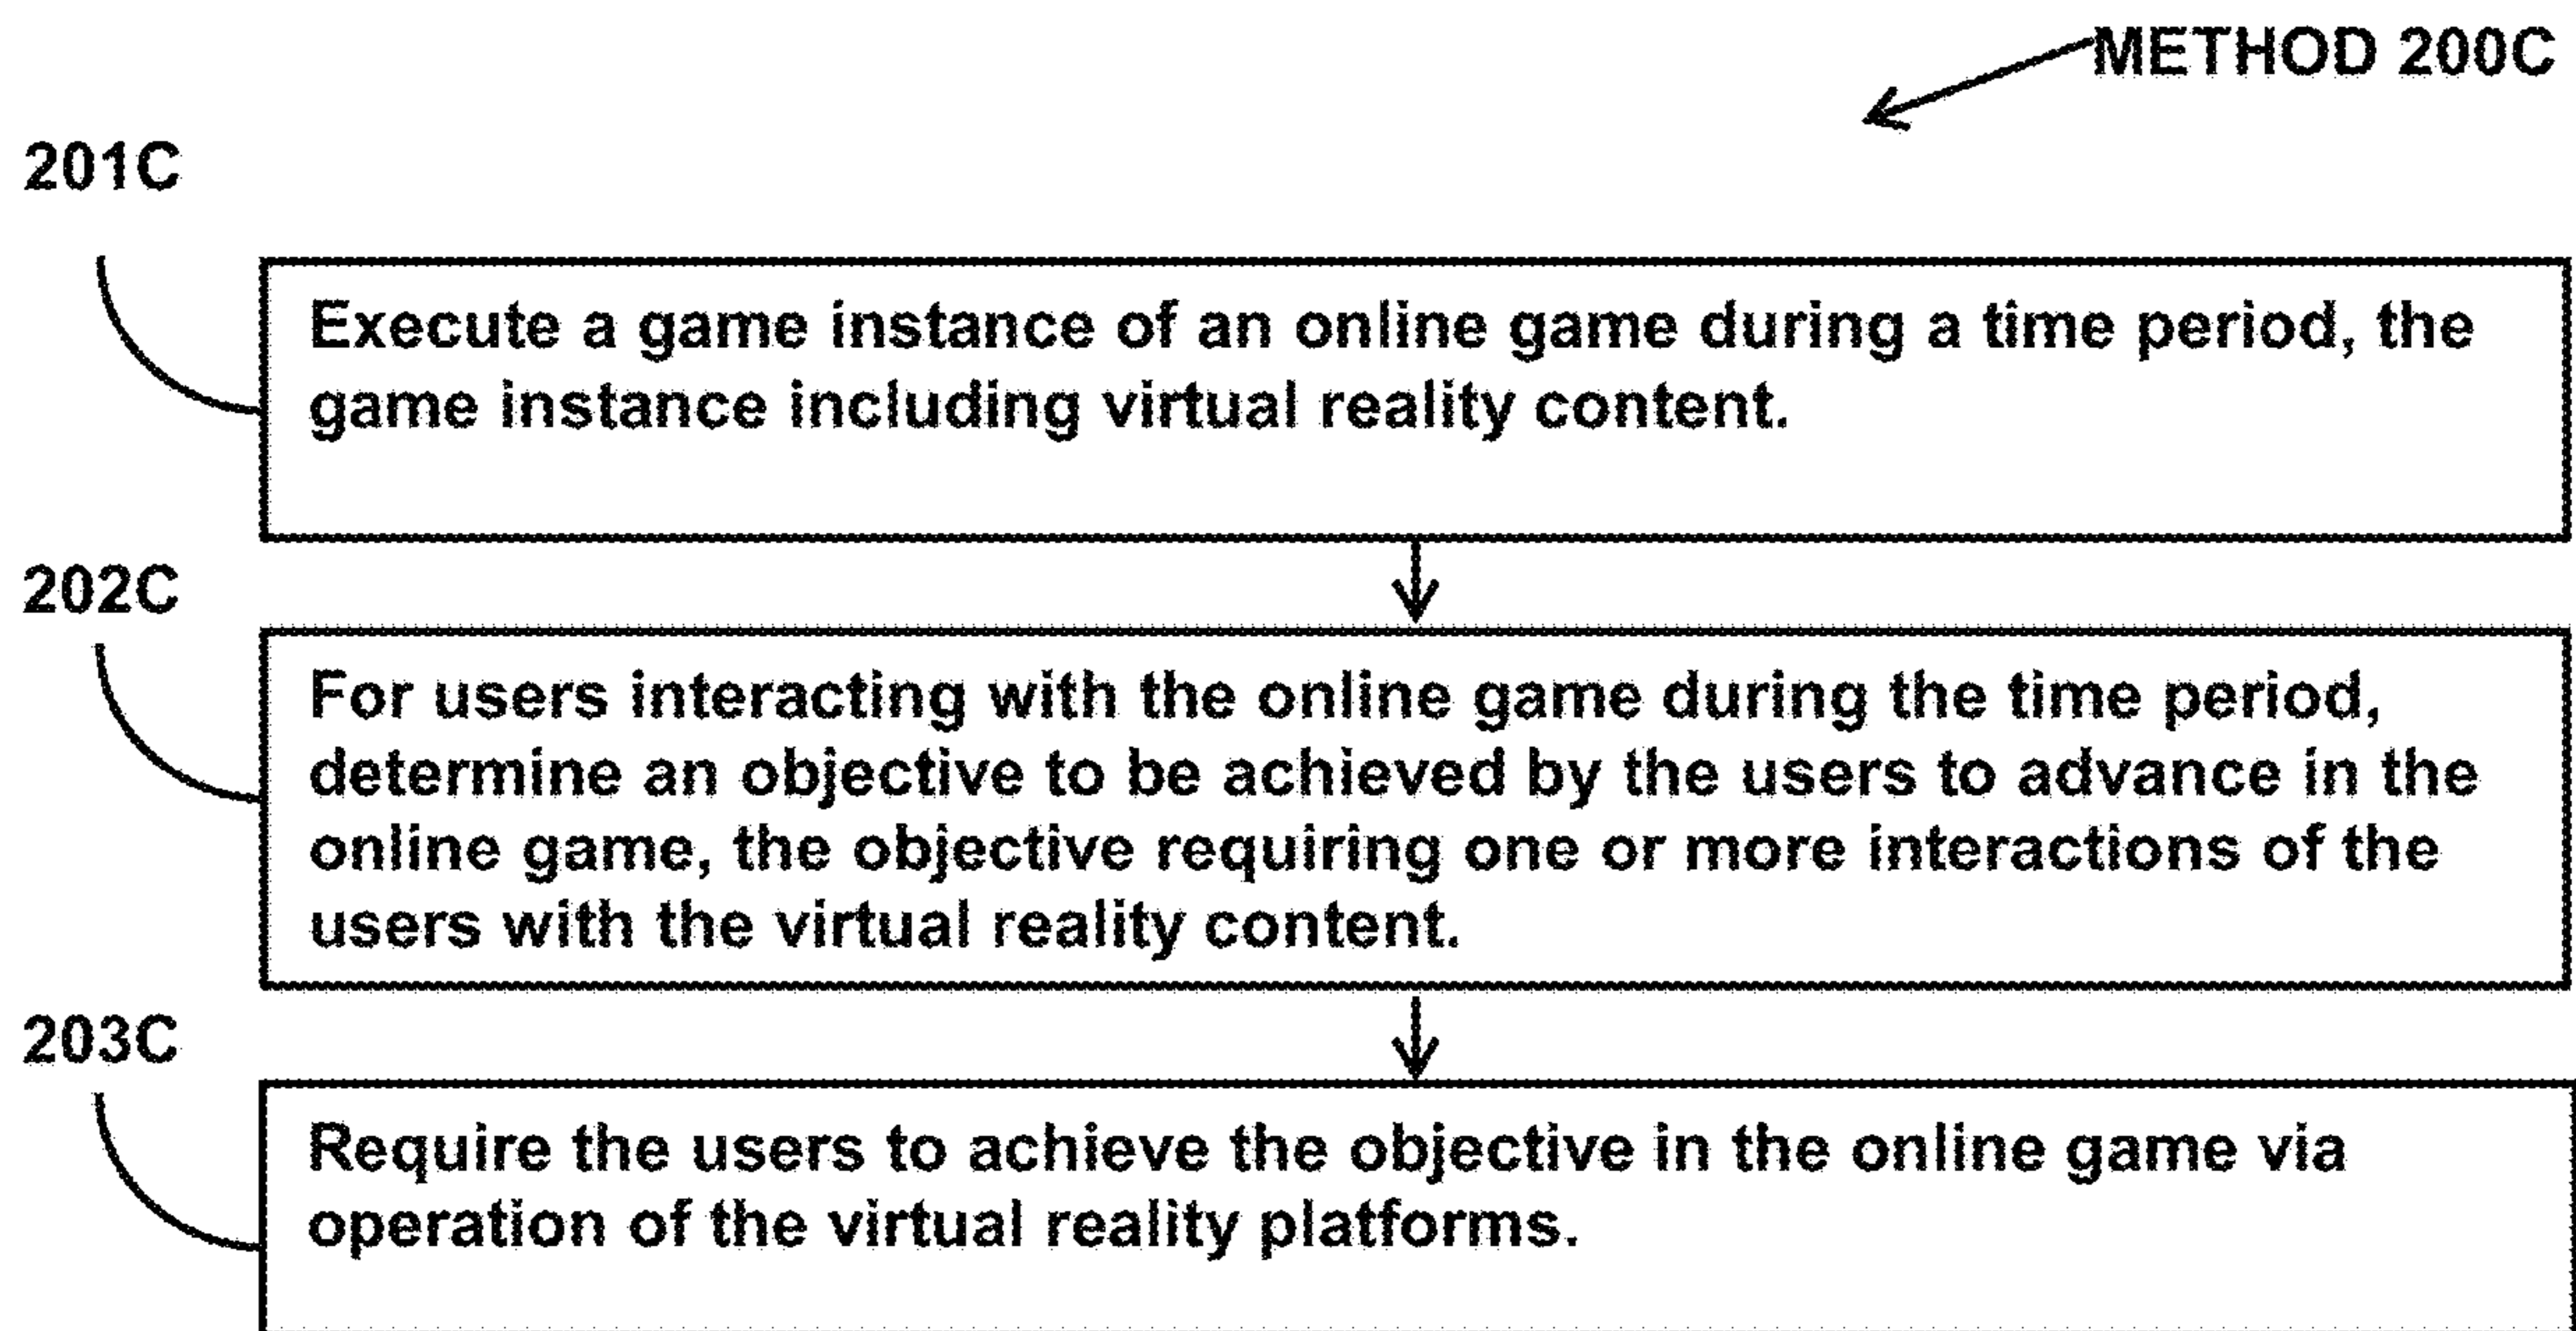 METHOD 200C
201C
Execute a game instance of an online game during a time period, the
game instance including virtual reality content.
202C
For users interacting with the online game during the time period,
determine an objective to be achieved by the users to advance in the
online game, the objective requiring one or more interactions of the
users with the virtual reality content.
203C
Require the users to achieve the objective in the online game via
operation of the virtual reality platforms.